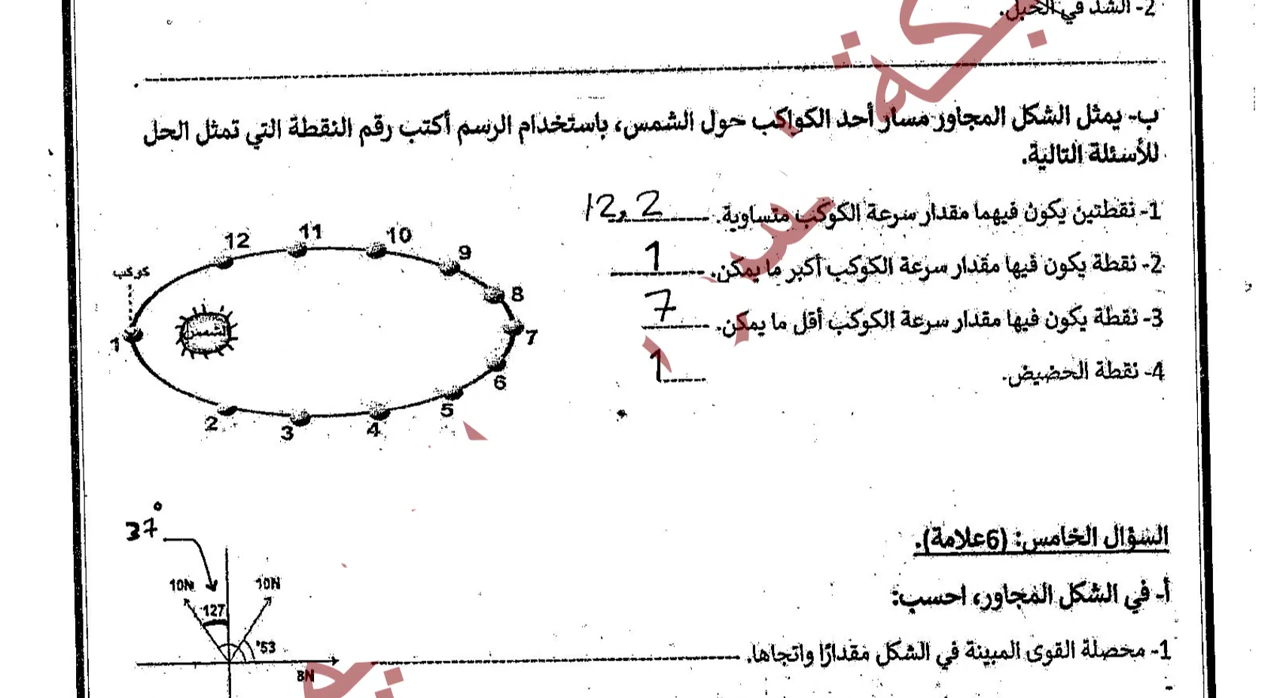 2- الشد في الحبل.
ب- يمثل الشكل المجاور مسار أحد الكواكب حول الشمس، باستخدام الرسم أكتب رقم النقطة التي تمثل الحل
للأسئلة التالية.
1- نقطتين يكون فيهما مقدار سرعة الكوكب متساوية. 12,2
2- نقطة يكون فيها مقدار سرعة الكوكب أكبر ما يمكن. 1
3- نقطة يكون فيها مقدار سرعة الكوكب أقل ما يمكن. 7
4- نقطة الحضيض. 1
12 11 10 9 8 7 6 5 4 3 2 1
كوكب
الشمس
السؤال الخامس: (6علامة).
أ- في الشكل المجاور، احسب:
1- محصلة القوى المبينة في الشكل مقدارًا واتجاها.
37°
10N 10N
127 °53
8N